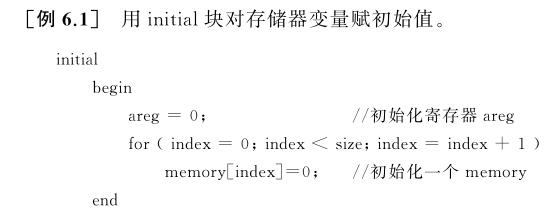 [例 6.1] 用 initial 块对存储器变量赋初始值。
initial
begin
areg = 0; //初始化寄存器 areg
for ( index = 0; index < size; index = index + 1 )
memory[index]=0; //初始化一个 memory
end